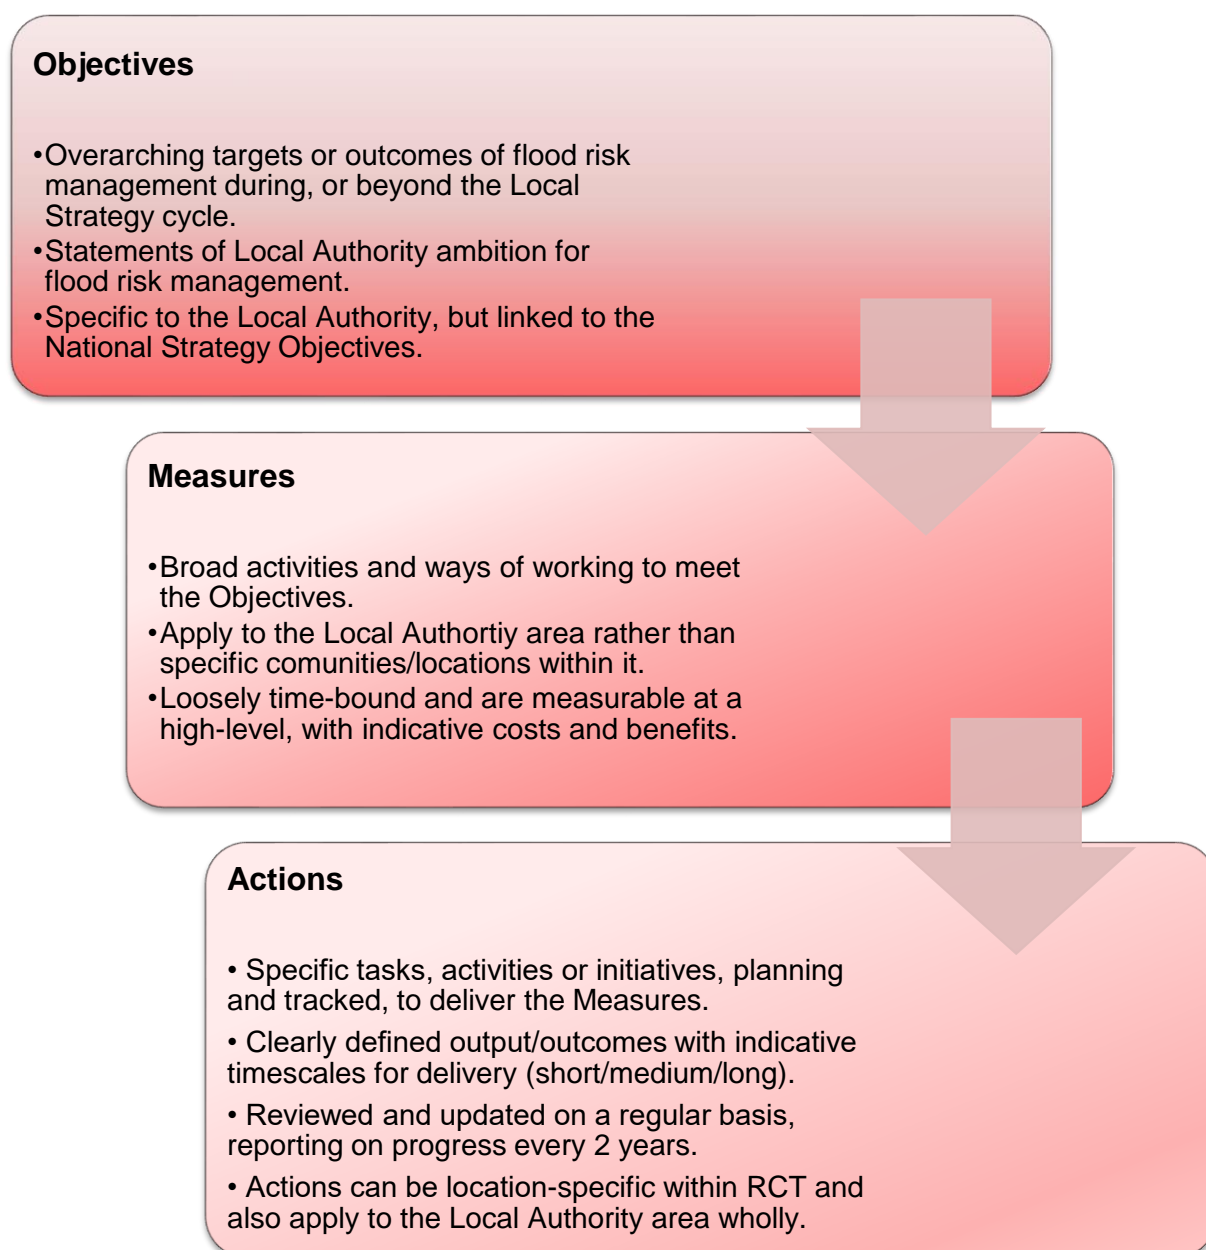 Objectives
•Overarching targets or outcomes of flood risk
management during, or beyond the Local
Strategy cycle.
•Statements of Local Authority ambition for
flood risk management.
•Specific to the Local Authority, but linked to the
National Strategy Objectives.
Measures
•Broad activities and ways of working to meet
the Objectives.
•Apply to the Local Authortiy area rather than
specific comunities/locations within it.
•Loosely time-bound and are measurable at a
high-level, with indicative costs and benefits.
Actions
• Specific tasks, activities or initiatives, planning
and tracked, to deliver the Measures.
• Clearly defined output/outcomes with indicative
timescales for delivery (short/medium/long).
• Reviewed and updated on a regular basis,
reporting on progress every 2 years.
• Actions can be location-specific within RCT and
also apply to the Local Authority area wholly.